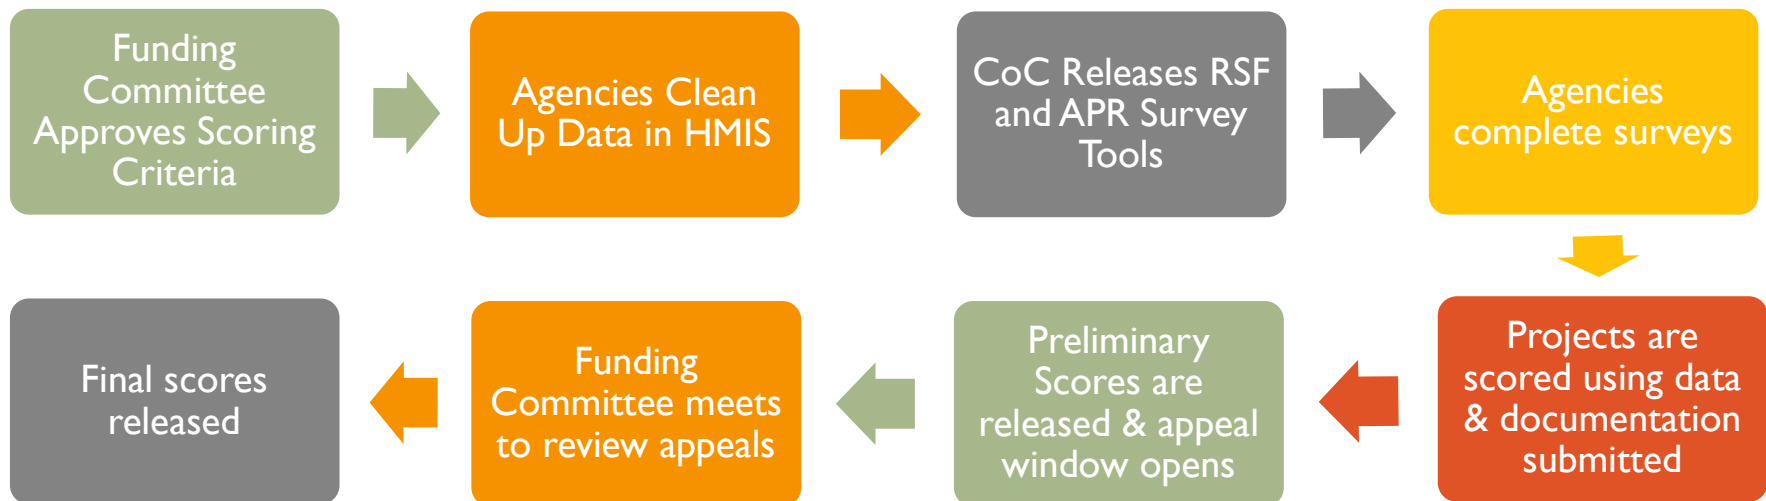 Funding
Committee
Approves Scoring
Criteria
Agencies Clean
Up Data in HMIS
CoC Releases RSF
and APR Survey
Tools
Agencies
complete surveys
Projects are
scored using data
& documentation
submitted
Preliminary
Scores are
released & appeal
window opens
Funding
Committee meets
to review appeals
Final scores
released